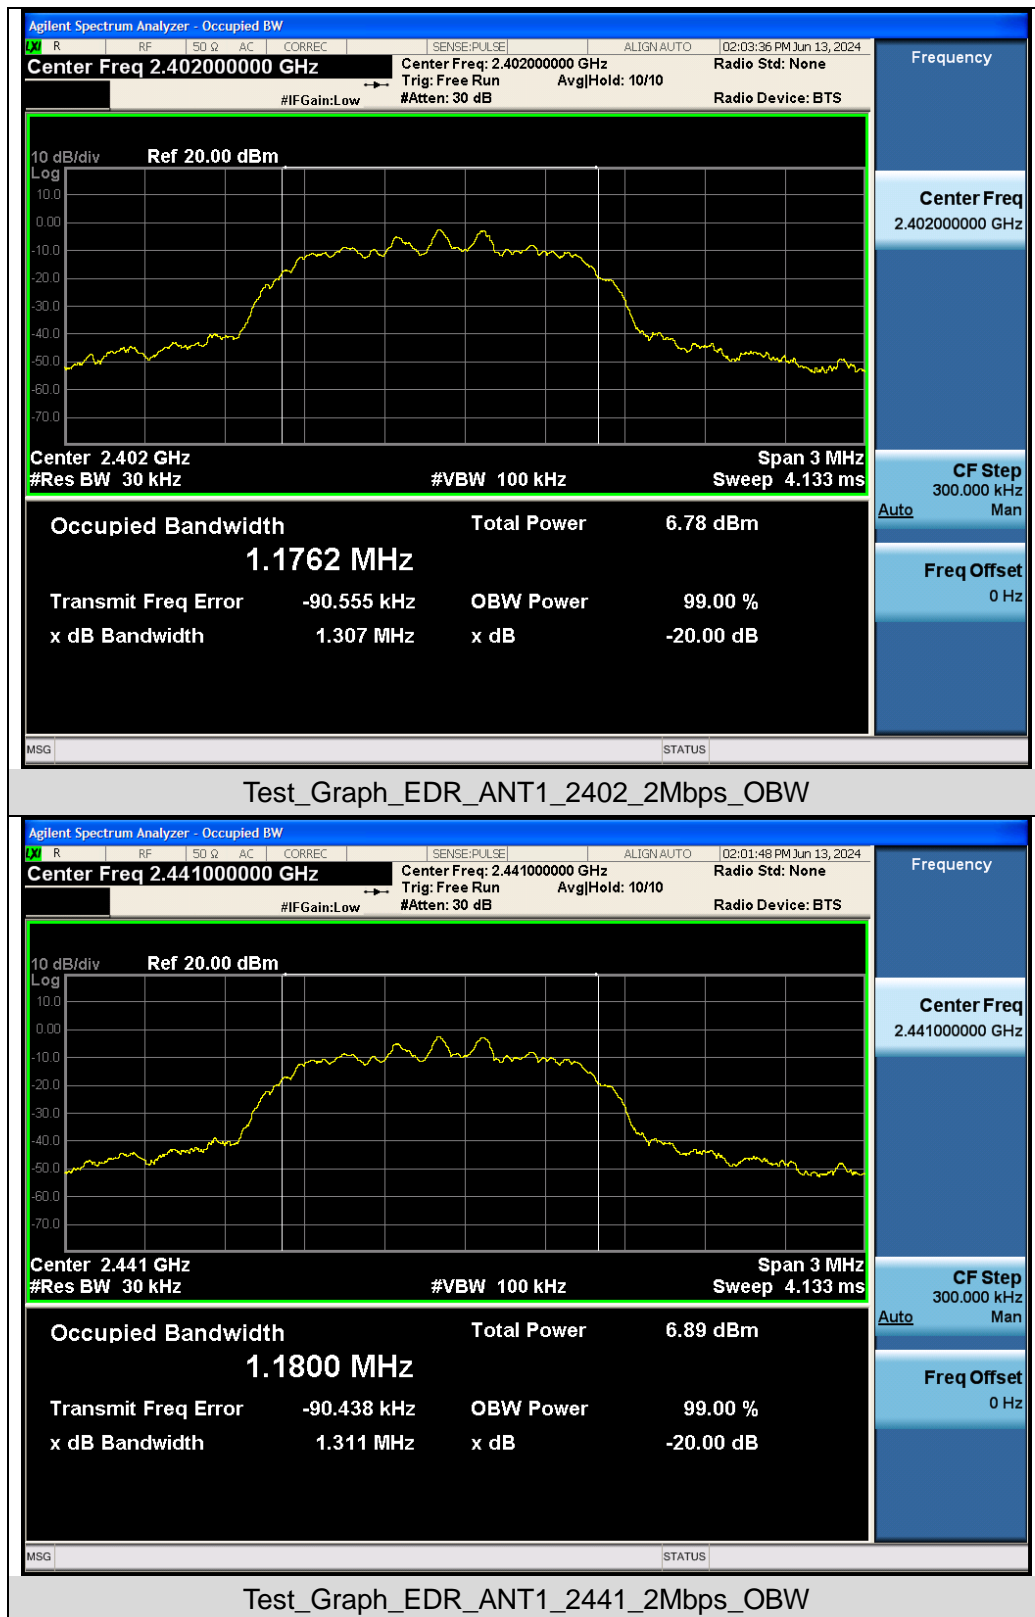 Agilent Spectrum Analyzer - Occupied BW
LXI R RF 50 Ω AC CORREC SENSE:PULSE ALIGN AUTO 02:03:36 PM Jun 13, 2024
Center Freq 2.402000000 GHz Center Freq: 2.402000000 GHz Radio Std: None
Trig: Free Run Avg|Hold: 10/10
#IFGain:Low #Atten: 30 dB Radio Device: BTS
Frequency
10 dB/div Ref 20.00 dBm
Log
10.0
0.00
-10.0
-20.0
-30.0
-40.0
-50.0
-60.0
-70.0
Center 2.402 GHz Span 3 MHz
#Res BW 30 kHz #VBW 100 kHz Sweep 4.133 ms
Center Freq
2.402000000 GHz
CF Step
300.000 kHz
Auto Man
Freq Offset
0 Hz
Occupied Bandwidth Total Power 6.78 dBm
1.1762 MHz
Transmit Freq Error -90.555 kHz OBW Power 99.00 %
x dB Bandwidth 1.307 MHz x dB -20.00 dB
MSG STATUS
Test_Graph_EDR_ANT1_2402_2Mbps_OBW
Agilent Spectrum Analyzer - Occupied BW
LXI R RF 50 Ω AC CORREC SENSE:PULSE ALIGN AUTO 02:01:48 PM Jun 13, 2024
Center Freq 2.441000000 GHz Center Freq: 2.441000000 GHz Radio Std: None
Trig: Free Run Avg|Hold: 10/10
#IFGain:Low #Atten: 30 dB Radio Device: BTS
Frequency
10 dB/div Ref 20.00 dBm
Log
10.0
0.00
-10.0
-20.0
-30.0
-40.0
-50.0
-60.0
-70.0
Center 2.441 GHz Span 3 MHz
#Res BW 30 kHz #VBW 100 kHz Sweep 4.133 ms
Center Freq
2.441000000 GHz
CF Step
300.000 kHz
Auto Man
Freq Offset
0 Hz
Occupied Bandwidth Total Power 6.89 dBm
1.1800 MHz
Transmit Freq Error -90.438 kHz OBW Power 99.00 %
x dB Bandwidth 1.311 MHz x dB -20.00 dB
MSG STATUS
Test_Graph_EDR_ANT1_2441_2Mbps_OBW